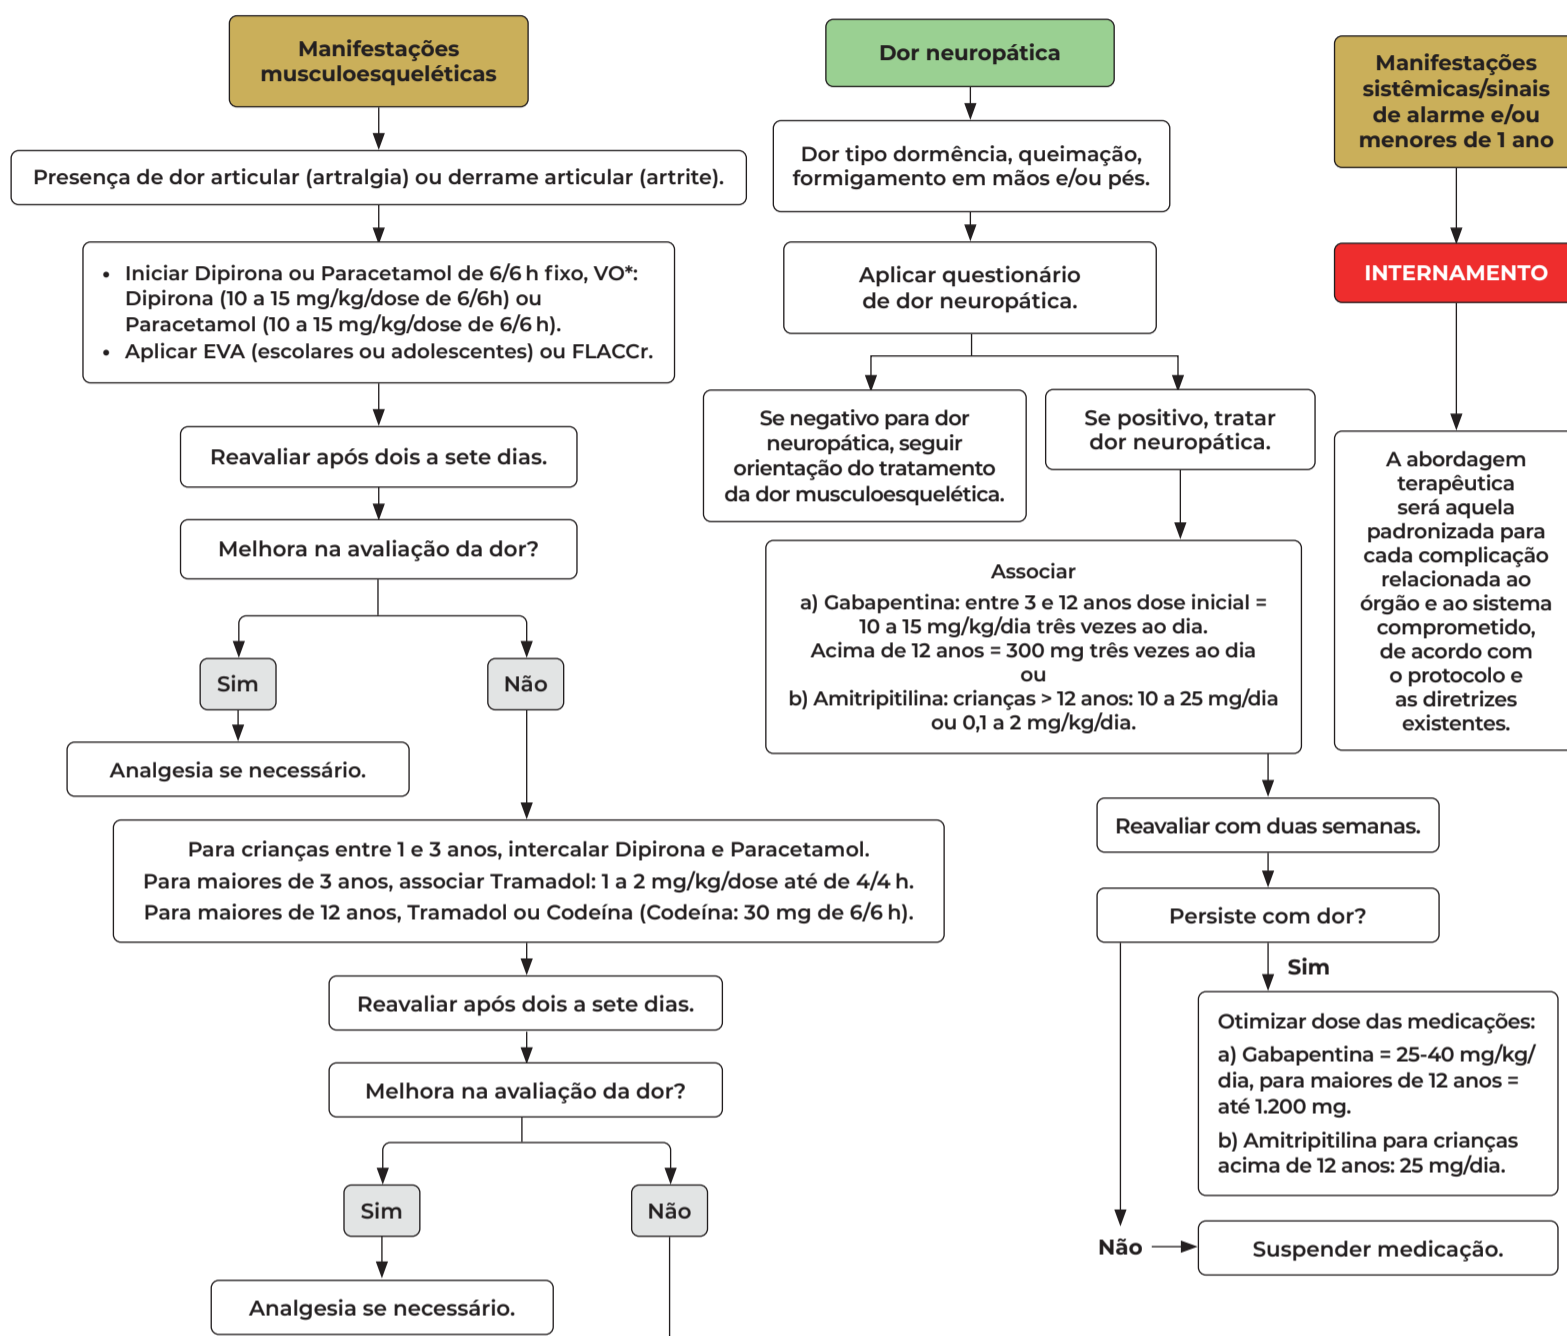 Manifestações
musculoesqueléticas
Presença de dor articular (artralgia) ou derrame articular (artrite).
• Iniciar Dipirona ou Paracetamol de 6/6 h fixo, VO*:
Dipirona (10 a 15 mg/kg/dose de 6/6h) ou
Paracetamol (10 a 15 mg/kg/dose de 6/6 h).
• Aplicar EVA (escolares ou adolescentes) ou FLACCr.
Reavaliar após dois a sete dias.
Melhora na avaliação da dor?
Sim
Não
Analgesia se necessário.
Para crianças entre 1 e 3 anos, intercalar Dipirona e Paracetamol.
Para maiores de 3 anos, associar Tramadol: 1 a 2 mg/kg/dose até de 4/4 h.
Para maiores de 12 anos, Tramadol ou Codeína (Codeína: 30 mg de 6/6 h).
Reavaliar após dois a sete dias.
Melhora na avaliação da dor?
Sim
Não
Analgesia se necessário.
Dor neuropática
Dor tipo dormência, queimação,
formigamento em mãos e/ou pés.
Aplicar questionário
de dor neuropática.
Se negativo para dor
neuropática, seguir
orientação do tratamento
da dor musculoesquelética.
Se positivo, tratar
dor neuropática.
Associar
a) Gabapentina: entre 3 e 12 anos dose inicial =
10 a 15 mg/kg/dia três vezes ao dia.
Acima de 12 anos = 300 mg três vezes ao dia
ou
b) Amitripitilina: crianças > 12 anos: 10 a 25 mg/dia
ou 0,1 a 2 mg/kg/dia.
Reavaliar com duas semanas.
Persiste com dor?
Sim
Otimizar dose das medicações:
a) Gabapentina = 25-40 mg/kg/
dia, para maiores de 12 anos =
até 1.200 mg.
b) Amitripitilina para crianças
acima de 12 anos: 25 mg/dia.
Não
Suspender medicação.
Manifestações
sistêmicas/sinais
de alarme e/ou
menores de 1 ano
INTERNAMENTO
A abordagem
terapêutica
será aquela
padronizada para
cada complicação
relacionada ao
órgão e ao sistema
comprometido,
de acordo com
o protocolo e
as diretrizes
existentes.